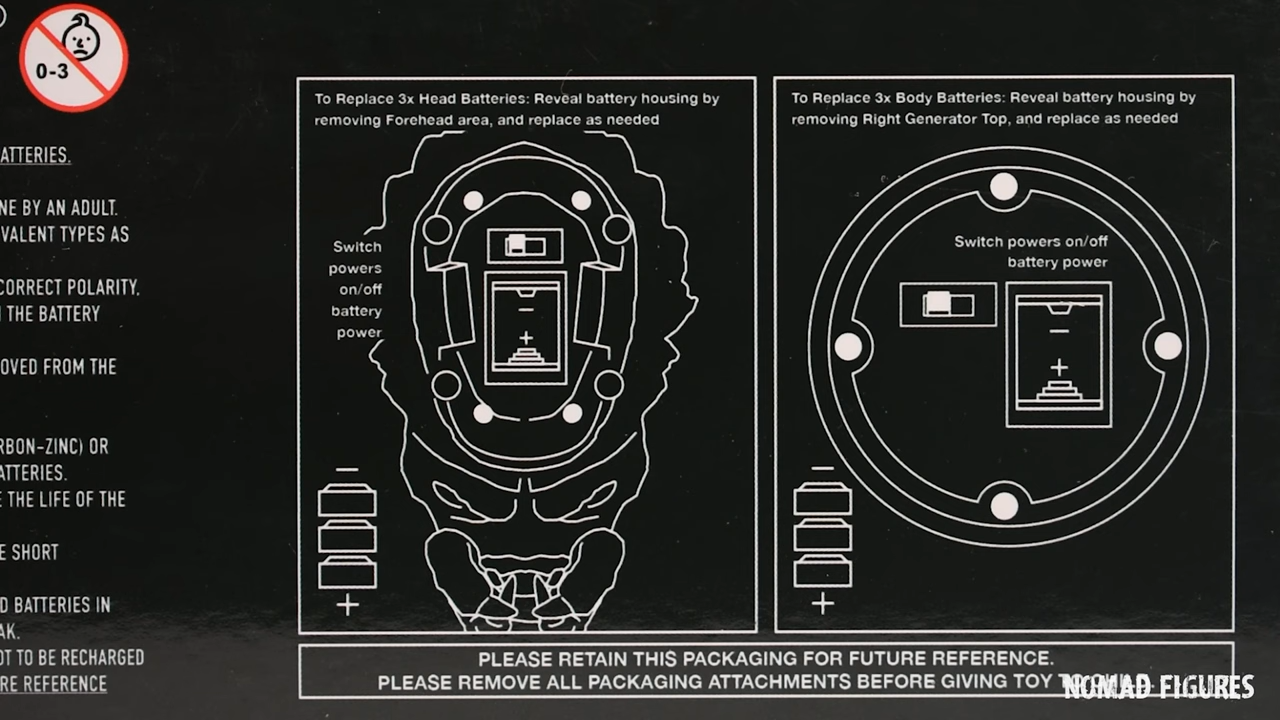 0-3
ATTERIES.
NE BY AN ADULT.
VALENT TYPES AS
CORRECT POLARITY,
THE BATTERY
OVED FROM THE
RBON-ZINC) OR
ATTERIES.
E THE LIFE OF THE
E SHORT
D BATTERIES IN
AK.
OT TO BE RECHARGED
RE REFERENCE
To Replace 3x Head Batteries: Reveal battery housing by
removing Forehead area, and replace as needed
Switch
powers
on/off
battery
power
−
+
−
+
To Replace 3x Body Batteries: Reveal battery housing by
removing Right Generator Top, and replace as needed
Switch powers on/off
battery power
−
+
−
+
PLEASE RETAIN THIS PACKAGING FOR FUTURE REFERENCE.
PLEASE REMOVE ALL PACKAGING ATTACHMENTS BEFORE GIVING TOY
NOMAD FIGURES